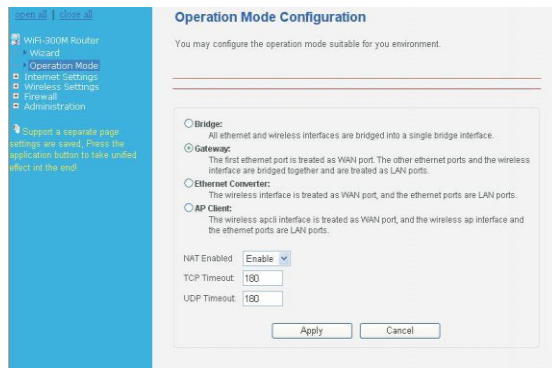 open all | close all
WiFi-300M Router
Wizard
Operation Mode
Internet Settings
Wireless Settings
Firewall
Administration
Support a separate page
settings are saved, Press the
application button to take unified
effect int the end!
Operation Mode Configuration
You may configure the operation mode suitable for you environment.
Bridge:
All ethernet and wireless interfaces are bridged into a single bridge interface.
Gateway:
The first ethernet port is treated as WAN port. The other ethernet ports and the wireless
interface are bridged together and are treated as LAN ports.
Ethernet Converter:
The wireless interface is treated as WAN port, and the ethernet ports are LAN ports.
AP Client:
The wireless apcli interface is treated as WAN port, and the wireless ap interface and
the ethernet ports are LAN ports.
NAT Enabled Enable
TCP Timeout: 180
UDP Timeout: 180
Apply Cancel